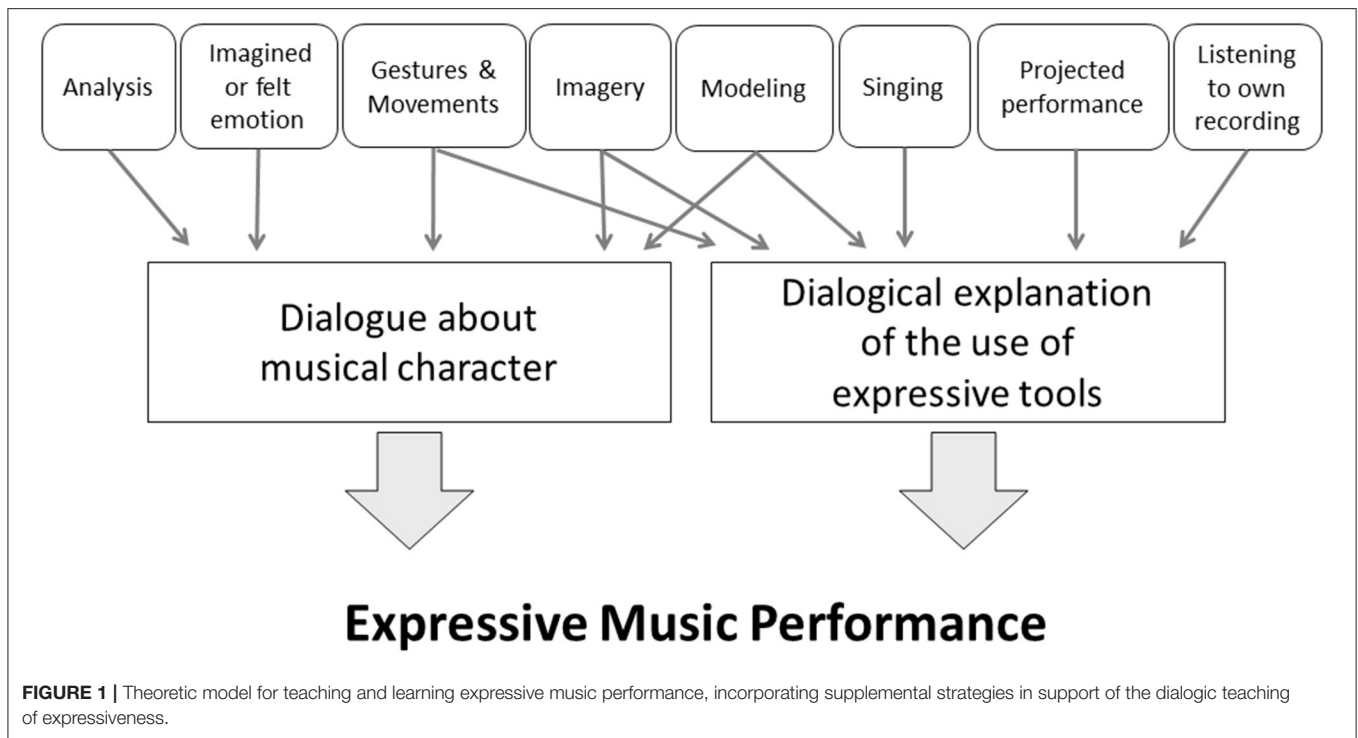 Analysis
Imagined
or felt
emotion
Gestures &
Movements
Imagery
Modeling
Singing
Projected
performance
Listening
to own
recording
Dialogue about
musical character
Dialogical explanation
of the use of
expressive tools
Expressive Music Performance
FIGURE 1 | Theoretic model for teaching and learning expressive music performance, incorporating supplemental strategies in support of the dialogic teaching
of expressiveness.